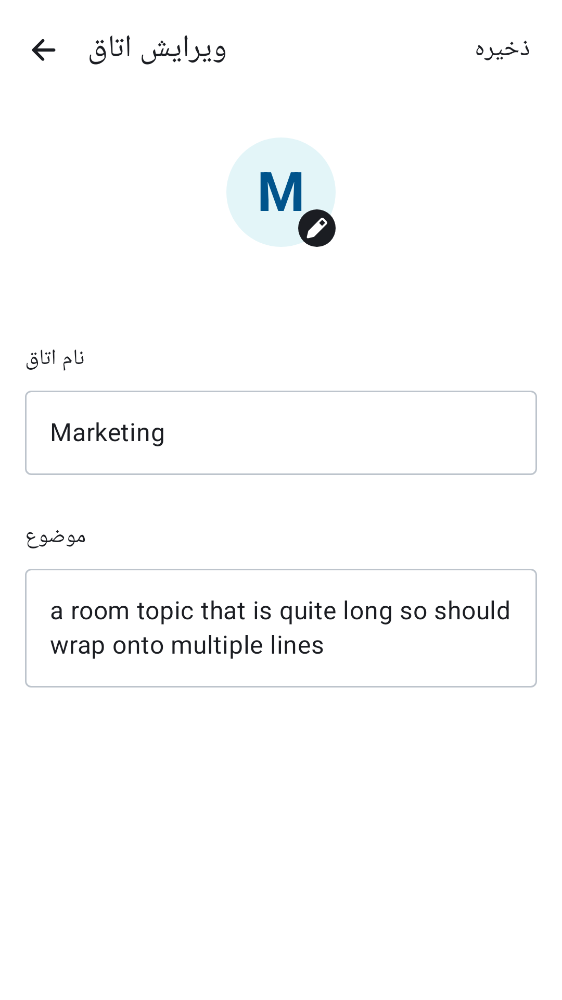 ویرایش اتاق
ذخیره
M
نام اتاق
Marketing
موضوع
a room topic that is quite long so should
wrap onto multiple lines